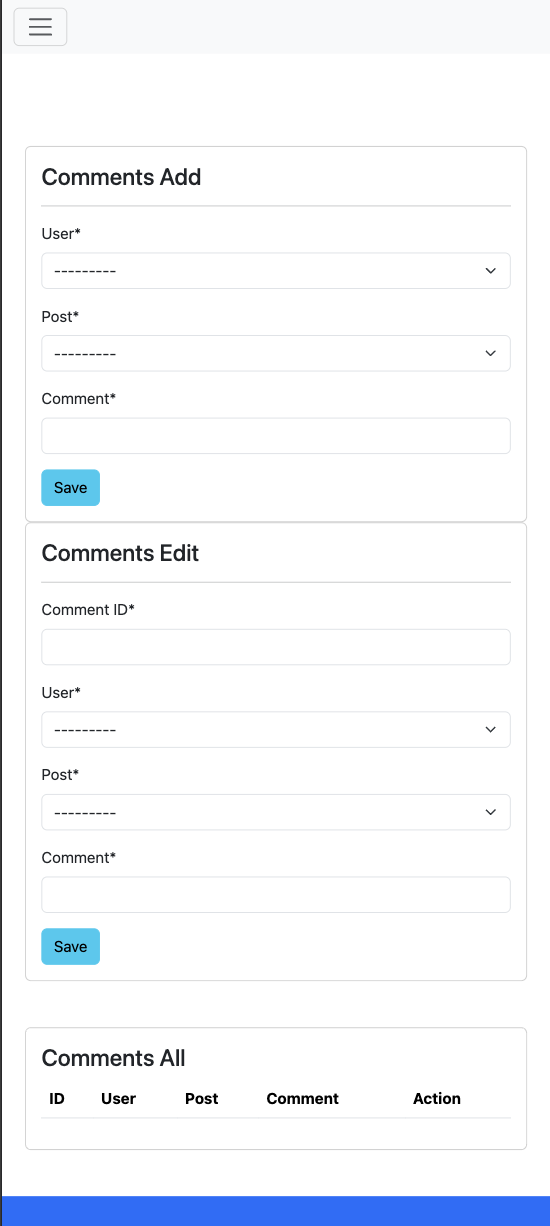 Comments Add
User*
---------
Post*
---------
Comment*
Save
Comments Edit
Comment ID*
User*
---------
Post*
---------
Comment*
Save
Comments All
ID User Post Comment Action